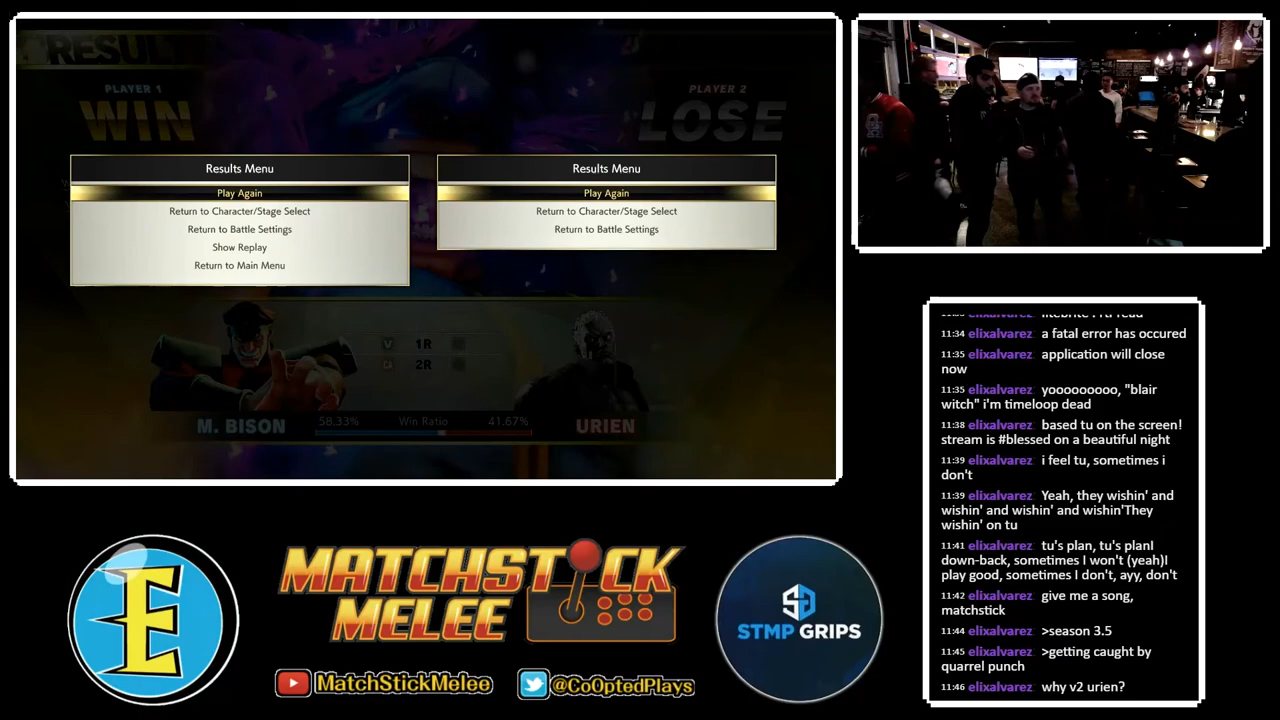 RESUL
PLAYER 1
WIN
PLAYER 2
LOSE
Results Menu
Play Again
Return to Character/Stage Select
Return to Battle Settings
Show Replay
Return to Main Menu
Results Menu
Play Again
Return to Character/Stage Select
Return to Battle Settings
V 1R
2R
M. BISON
58.33% Win Ratio 41.67%
URIEN
elixalvarez
11:34 elixalvarez a fatal error has occured
11:35 elixalvarez application will close
now
11:35 elixalvarez yooooooooo, "blair
witch" i'm timeloop dead
11:38 elixalvarez based tu on the screen!
stream is #blessed on a beautiful night
11:39 elixalvarez i feel tu, sometimes i
don't
11:39 elixalvarez Yeah, they wishin' and
wishin' and wishin' and wishin'They
wishin' on tu
11:41 elixalvarez tu's plan, tu's planI
down-back, sometimes I won't (yeah)I
play good, sometimes I don't, ayy, don't
11:42 elixalvarez give me a song,
matchstick
11:44 elixalvarez >season 3.5
11:45 elixalvarez >getting caught by
quarrel punch
11:46 elixalvarez why v2 urien?
E
MATCHSTICK
MELEE
MatchStickMelee
@CoOptedPlays
SG
STMP GRIPS